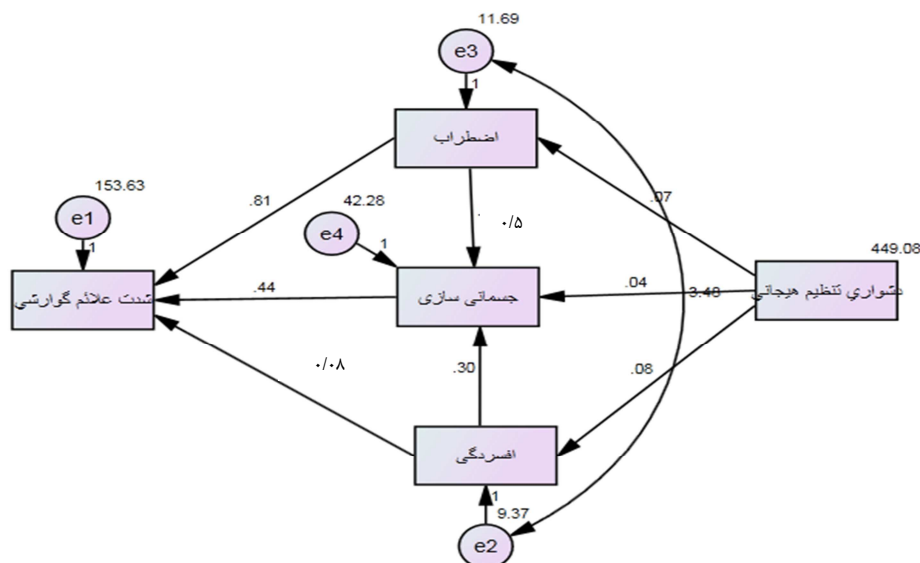 11.69
e3
1
اضطراب
153.63
e1
1
.81
42.28
e4
1
۰/۵
.07
449.08
شدت علائم گوارشي
.44
جسمانی سازی
.04
3.48
دشواري تنظيم هيجاني
۰/۰۸
.30
.08
افسردگی
1
9.37
e2